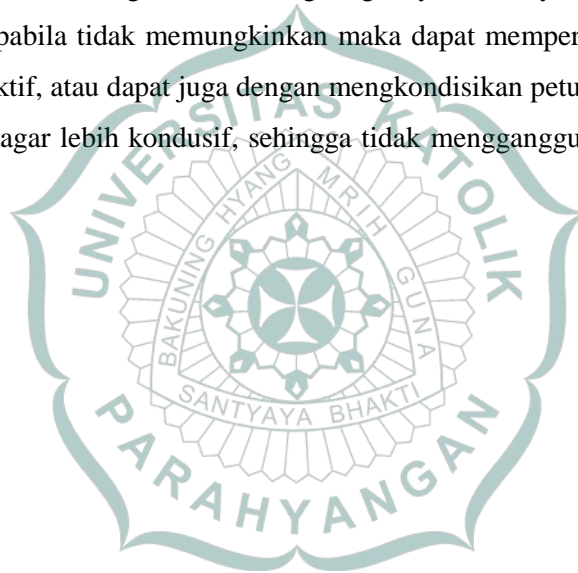 pabila tidak memungkinkan maka dapat memper
ktif, atau dapat juga dengan mengkondisikan petu
agar lebih kondusif, sehingga tidak mengganggu
UNIVERSITAS KATOLIK
PARAHYANGAN
BAKUNING HYANG MRIH GUNA
SANTYAYA BHAKTI